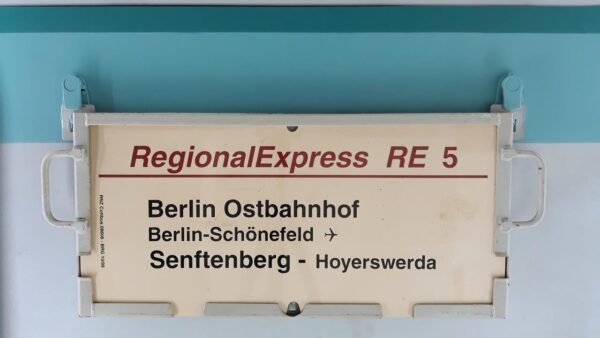 RegionalExpress RE 5
Berlin Ostbahnhof
Berlin-Schönefeld ✈
Senftenberg - Hoyerswerda